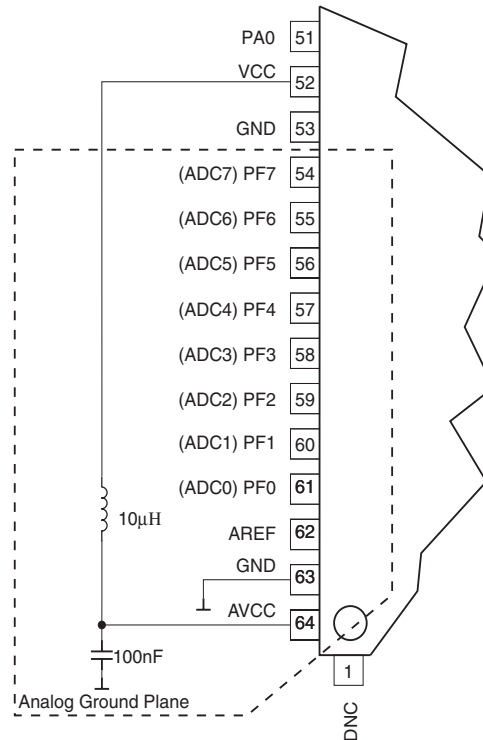 PA0 51
VCC 52
GND 53
(ADC7) PF7 54
(ADC6) PF6 55
(ADC5) PF5 56
(ADC4) PF4 57
(ADC3) PF3 58
(ADC2) PF2 59
(ADC1) PF1 60
(ADC0) PF0 61
10μH
AREF 62
GND 63
AVCC 64
100nF
1
Analog Ground Plane
DNC